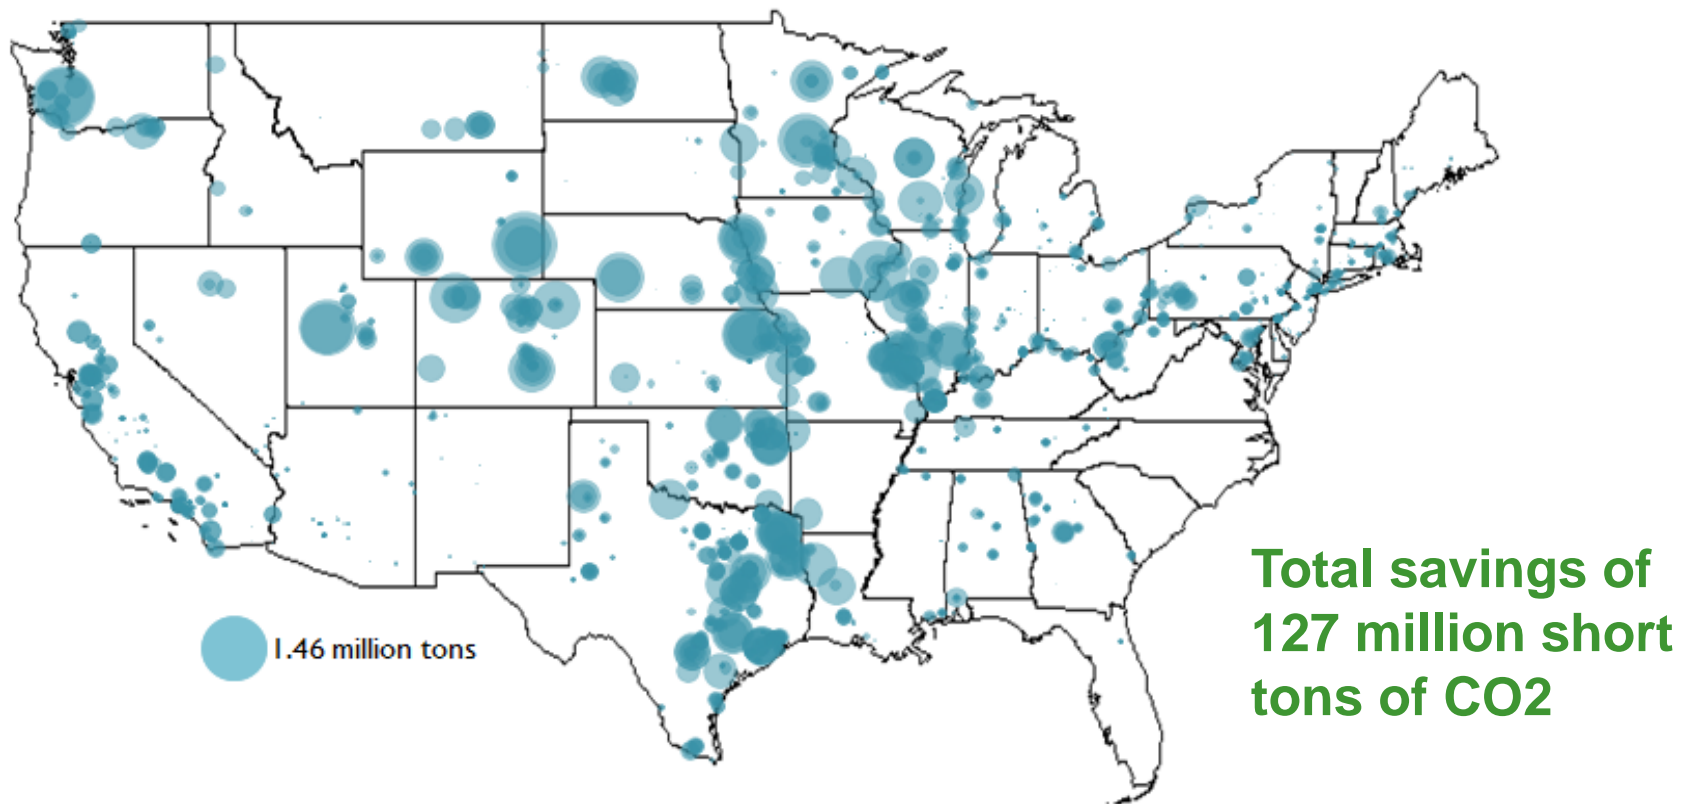 1.46 million tons
Total savings of
127 million short
tons of CO2